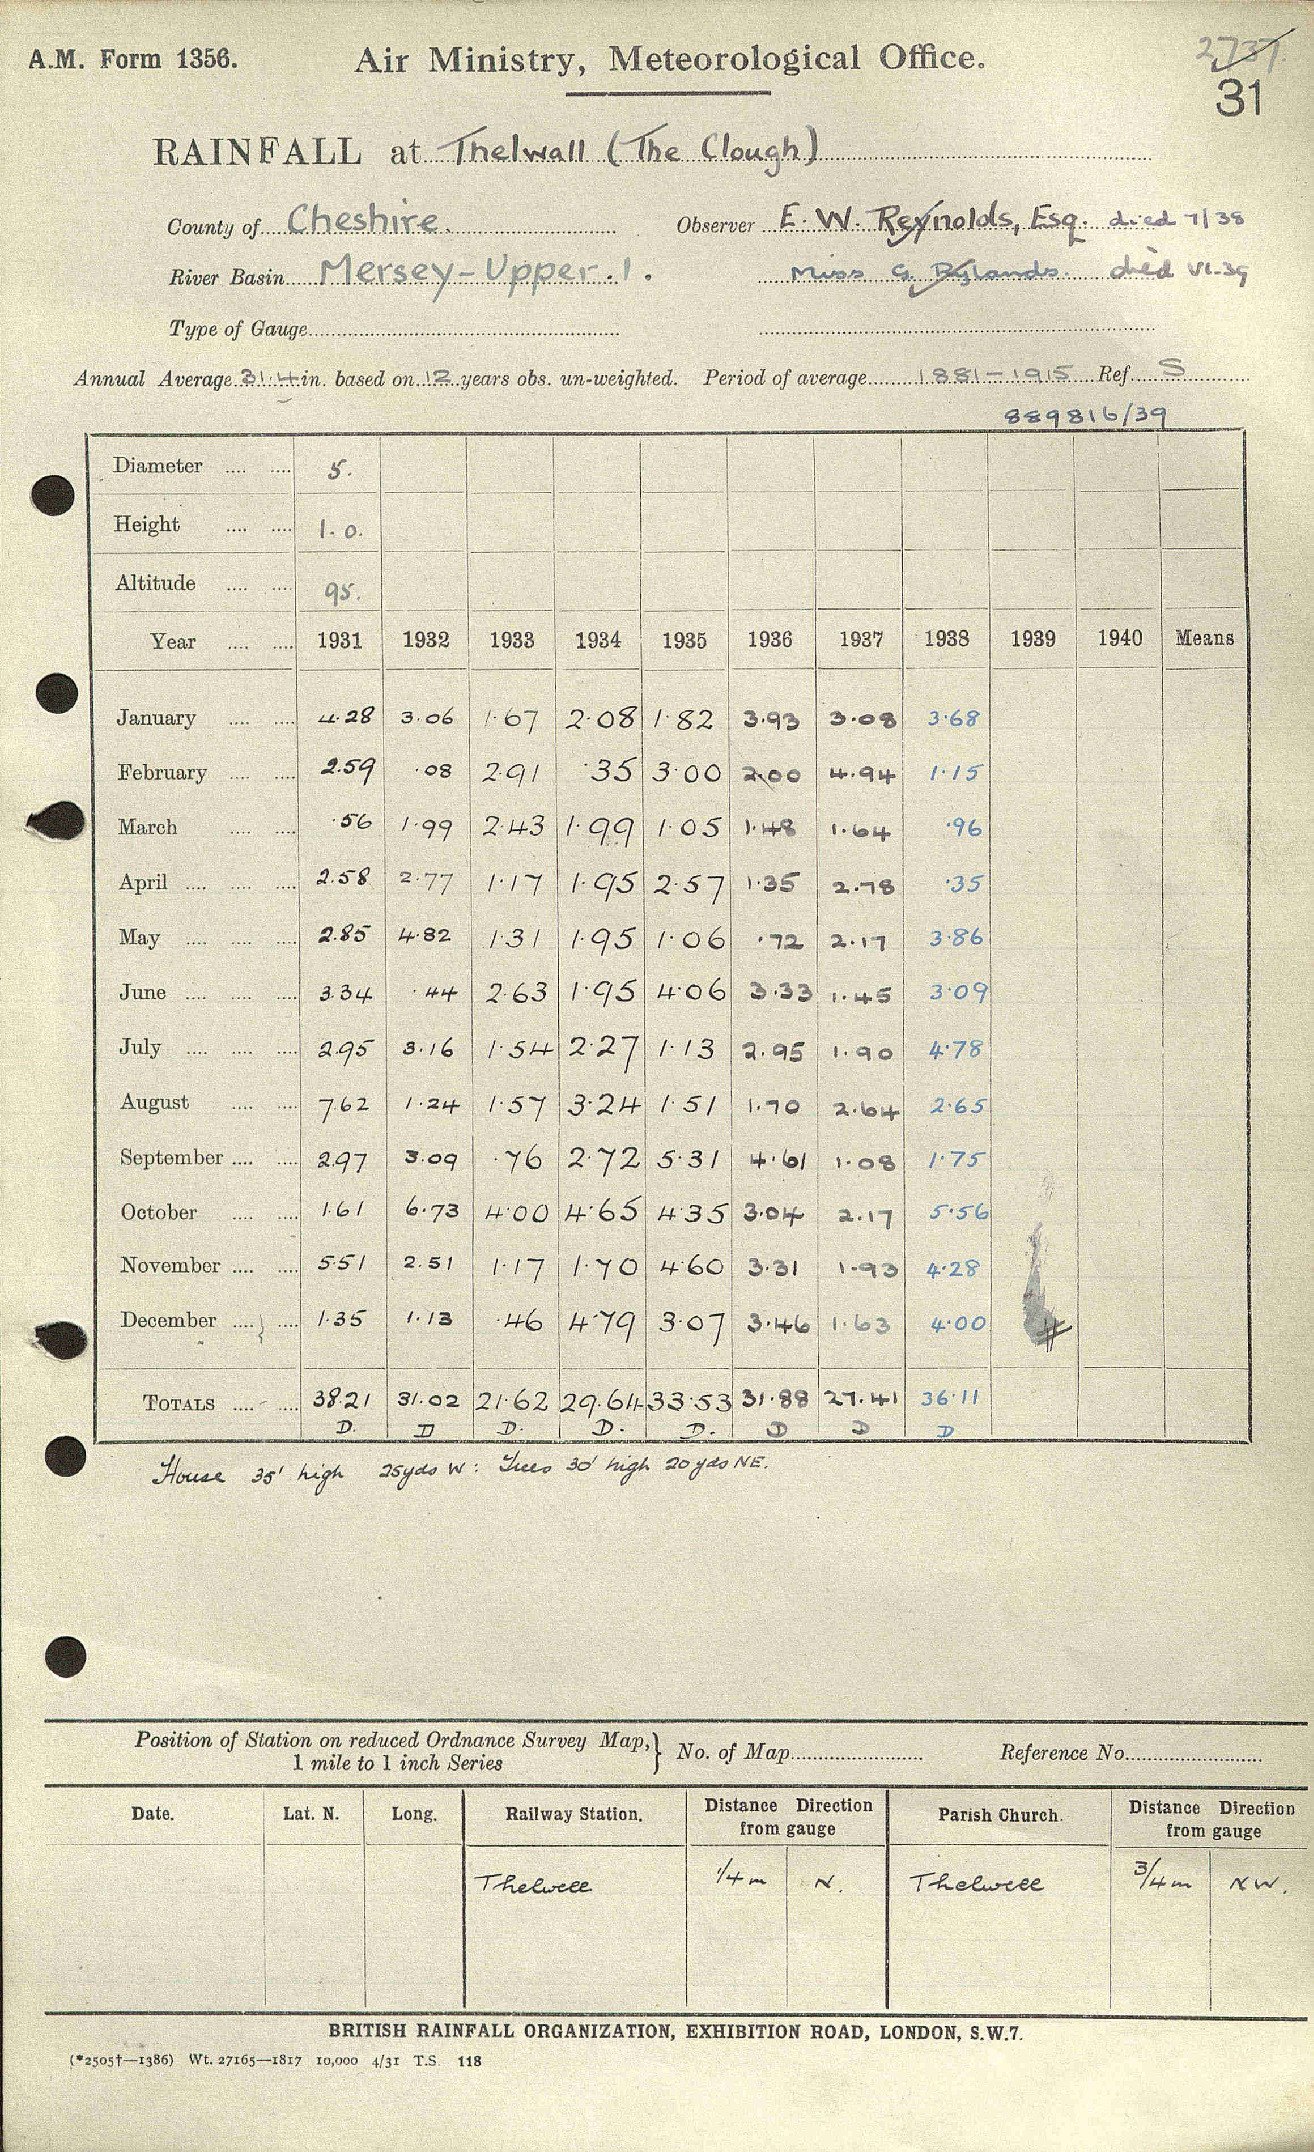 2737.
A.M. Form 1356. Air Ministry, Meteorological Office.
31
RAINFALL at Thelwall (The Clough)
County of Cheshire. Observer E. W. Reynolds, Esq. died 7/38
River Basin Mersey - Upper. 1. Miss G. Rylands. died VI.39
Type of Gauge
Annual Average 31.4 in. based on 12 years obs. un-weighted. Period of average 1881-1915 Ref. S
889816/39
Diameter .... .... 5.
Height .... .... 1.0.
Altitude .... .... 95.
Year .... .... 1931 1932 1933 1934 1935 1936 1937 1938 1939 1940 Means
January .... .... 4.28 3.06 1.67 2.08 1.82 3.93 3.08 3.68
February .... .... 2.59 .08 2.91 .35 3.00 2.00 4.94 1.15
March .... .... .56 1.99 2.43 1.99 1.05 1.48 1.64 .96
April .... .... .... 2.58 2.77 1.17 1.95 2.57 1.35 2.78 .35
May .... .... .... 2.85 4.82 1.31 1.95 1.06 .72 2.17 3.86
June .... .... .... 3.34 .44 2.63 1.95 4.06 3.33 1.45 3.09
July .... .... .... 2.95 3.16 1.54 2.27 1.13 2.95 1.90 4.78
August .... .... 7.62 1.24 1.57 3.24 1.51 1.70 2.64 2.65
September .... .... 2.97 3.09 .76 2.72 5.31 4.61 1.08 1.75
October .... .... 1.61 6.73 4.00 4.65 4.35 3.04 2.17 5.56
November .... .... 5.51 2.51 1.17 1.70 4.60 3.31 1.93 4.28
December .... .... 1.35 1.13 .46 4.79 3.07 3.46 1.63 4.00
TOTALS .... .... 38.21 31.02 21.62 29.64 33.53 31.88 27.41 36.11
D. D D. D. D. D D D
House 35' high 25yds W: Trees 30' high 20yds NE.
Position of Station on reduced Ordnance Survey Map, } No. of Map Reference No.
1 mile to 1 inch Series
Date. Lat. N. Long. Railway Station. Distance Direction from gauge Parish Church. Distance Direction from gauge
Thelwell 1/4 m N. Thelwell 3/4 m NW.
BRITISH RAINFALL ORGANIZATION, EXHIBITION ROAD, LONDON, S.W.7.
(*2505†—1386) Wt. 27165—1817 10,000 4/31 T.S. 118